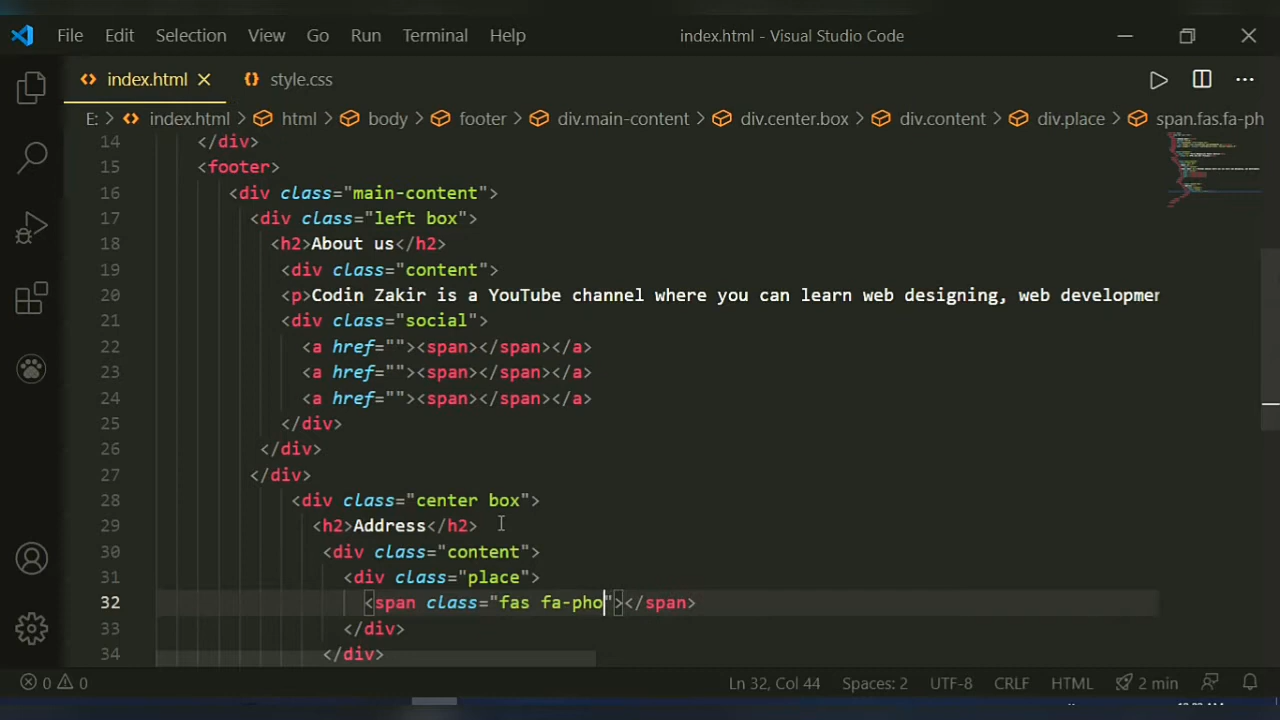 File Edit Selection View Go Run Terminal Help index.html - Visual Studio Code
index.html style.css
E: > index.html > html > body > footer > div.main-content > div.center.box > div.content > div.place > span.fas.fa-ph
14 </div>
15 <footer>
16 <div class="main-content">
17 <div class="left box">
18 <h2>About us</h2>
19 <div class="content">
20 <p>Codin Zakir is a YouTube channel where you can learn web designing, web developmer
21 <div class="social">
22 <a href=""><span></span></a>
23 <a href=""><span></span></a>
24 <a href=""><span></span></a>
25 </div>
26 </div>
27 </div>
28 <div class="center box">
29 <h2>Address</h2>
30 <div class="content">
31 <div class="place">
32 <span class="fas fa-pho"></span>
33 </div>
34 </div>
0 0 Ln 32, Col 44 Spaces: 2 UTF-8 CRLF HTML 2 min